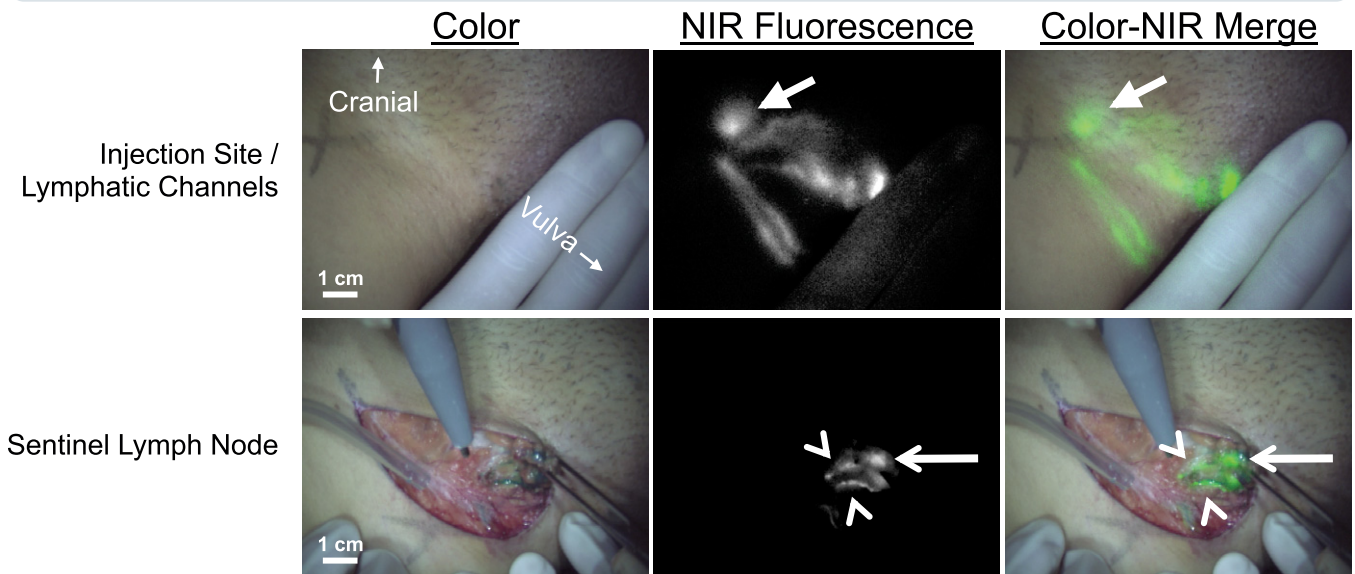 Color
NIR Fluorescence
Color-NIR Merge
Injection Site /
Lymphatic Channels
Cranial
Vulva
1 cm
Sentinel Lymph Node
1 cm